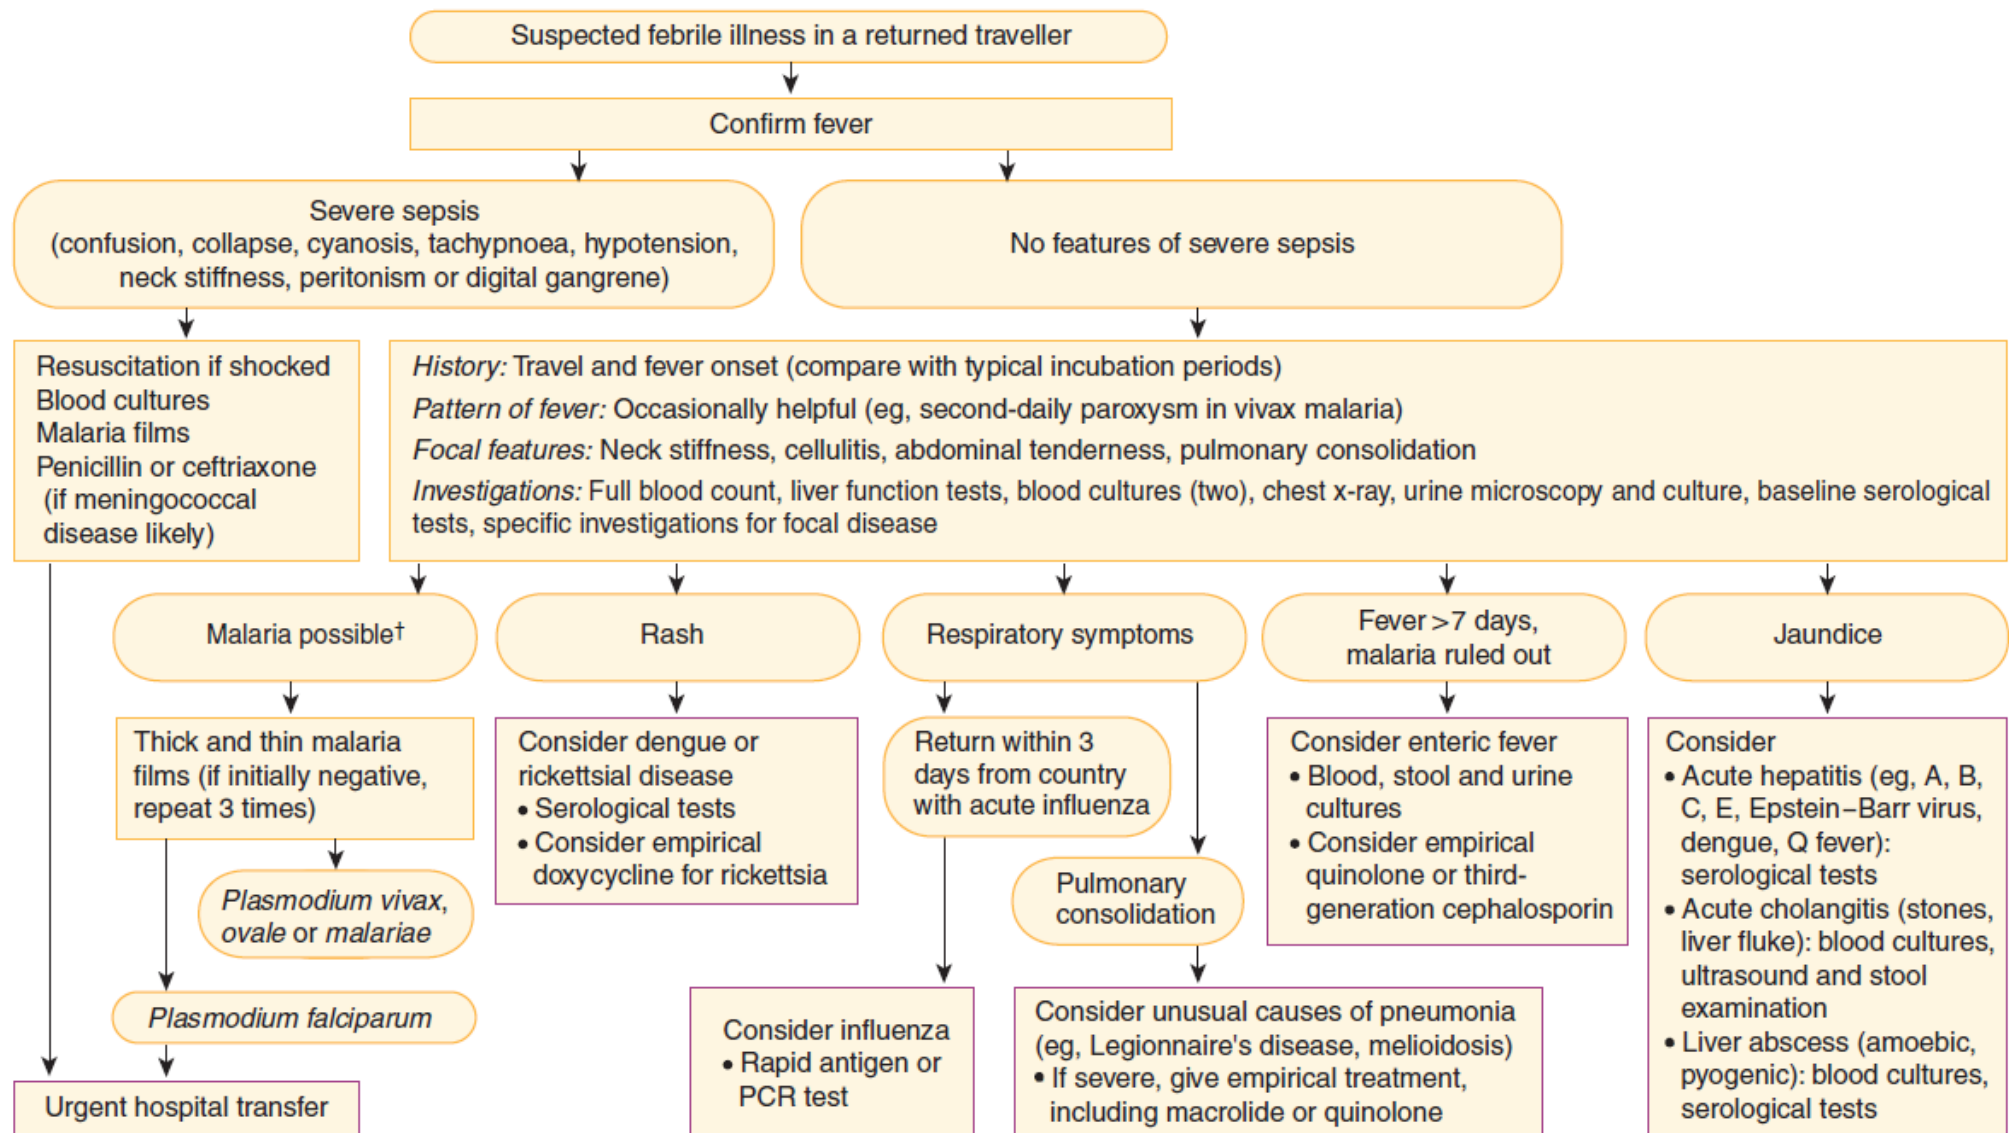 Suspected febrile illness in a returned traveller
Confirm fever
Severe sepsis
(confusion, collapse, cyanosis, tachypnoea, hypotension,
neck stiffness, peritonism or digital gangrene)
No features of severe sepsis
Resuscitation if shocked
Blood cultures
Malaria films
Penicillin or ceftriaxone
(if meningococcal
disease likely)
History: Travel and fever onset (compare with typical incubation periods)
Pattern of fever: Occasionally helpful (eg, second-daily paroxysm in vivax malaria)
Focal features: Neck stiffness, cellulitis, abdominal tenderness, pulmonary consolidation
Investigations: Full blood count, liver function tests, blood cultures (two), chest x-ray, urine microscopy and culture, baseline serological
tests, specific investigations for focal disease
Malaria possible†
Thick and thin malaria
films (if initially negative,
repeat 3 times)
Plasmodium vivax,
ovale or malariae
Plasmodium falciparum
Urgent hospital transfer
Rash
Consider dengue or
rickettsial disease
• Serological tests
• Consider empirical
doxycycline for rickettsia
Respiratory symptoms
Return within 3
days from country
with acute influenza
Consider influenza
• Rapid antigen or
PCR test
Pulmonary
consolidation
Consider unusual causes of pneumonia
(eg, Legionnaire's disease, melioidosis)
• If severe, give empirical treatment,
including macrolide or quinolone
Fever >7 days,
malaria ruled out
Consider enteric fever
• Blood, stool and urine
cultures
• Consider empirical
quinolone or third-
generation cephalosporin
Jaundice
Consider
• Acute hepatitis (eg, A, B,
C, E, Epstein–Barr virus,
dengue, Q fever):
serological tests
• Acute cholangitis (stones,
liver fluke): blood cultures,
ultrasound and stool
examination
• Liver abscess (amoebic,
pyogenic): blood cultures,
serological tests